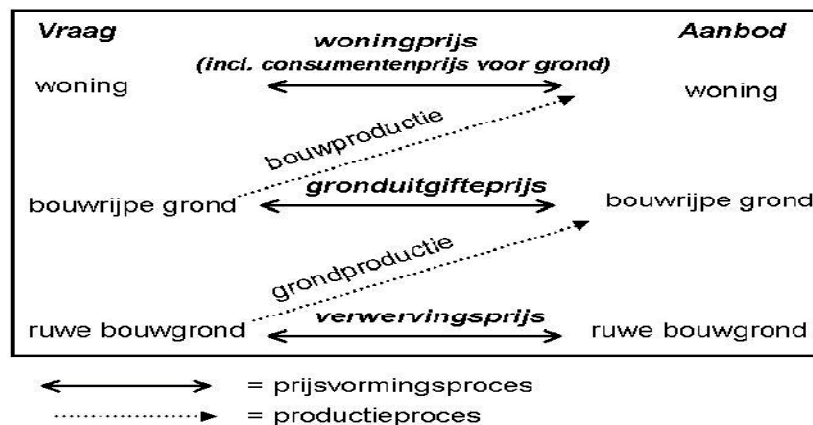 Vraag
woningprijs
Aanbod
(incl. consumentenprijs voor grond)
woning
woning
bouwproductie
bouwrijpe grond
gronduitgifteprijs
bouwrijpe grond
grondproductie
ruwe bouwgrond
verwervingsprijs
ruwe bouwgrond
= prijsvormingsproces
= productieproces